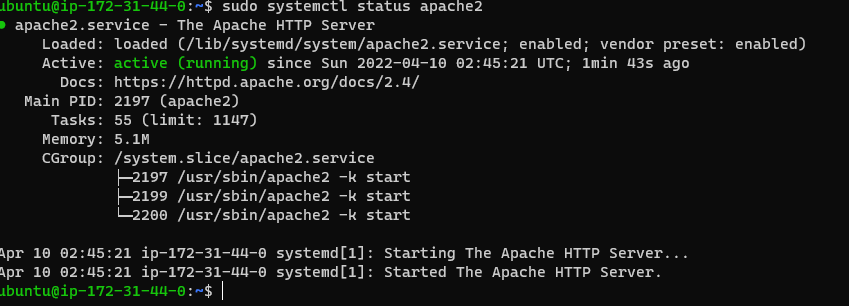 ubuntu@ip-172-31-44-0:~$ sudo systemctl status apache2
● apache2.service - The Apache HTTP Server
     Loaded: loaded (/lib/systemd/system/apache2.service; enabled; vendor preset: enabled)
     Active: active (running) since Sun 2022-04-10 02:45:21 UTC; 1min 43s ago
       Docs: https://httpd.apache.org/docs/2.4/
   Main PID: 2197 (apache2)
      Tasks: 55 (limit: 1147)
     Memory: 5.1M
     CGroup: /system.slice/apache2.service
             ├─2197 /usr/sbin/apache2 -k start
             ├─2199 /usr/sbin/apache2 -k start
             └─2200 /usr/sbin/apache2 -k start

Apr 10 02:45:21 ip-172-31-44-0 systemd[1]: Starting The Apache HTTP Server...
Apr 10 02:45:21 ip-172-31-44-0 systemd[1]: Started The Apache HTTP Server.
ubuntu@ip-172-31-44-0:~$